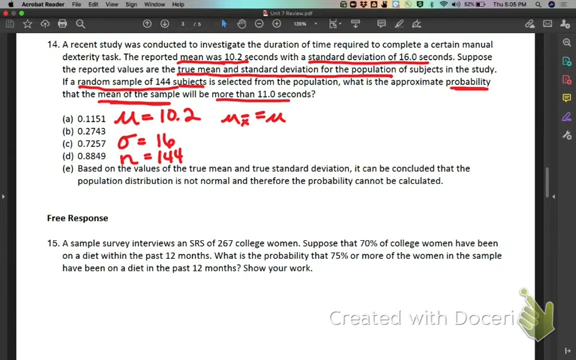 Acrobat Reader File Edit View Window Help
52%
Thu 5:05 PM
3 / 5
Unit 7 Review.pdf
14. A recent study was conducted to investigate the duration of time required to complete a certain manual
dexterity task. The reported mean was 10.2 seconds with a standard deviation of 16.0 seconds.
Suppose the reported values are the true mean and standard deviation for the population of subjects in the study.
If a random sample of 144 subjects is selected from the population, what is the approximate probability
that the mean of the sample will be more than 11.0 seconds?
(a) 0.1151 μ = 10.2 μx̄ = μ
(b) 0.2743
(c) 0.7257 σ = 16
(d) 0.8849 n = 144
(e) Based on the values of the true mean and true standard deviation, it can be concluded that the
population distribution is not normal and therefore the probability cannot be calculated.
Free Response
15. A sample survey interviews an SRS of 267 college women. Suppose that 70% of college women have been
on a diet within the past 12 months. What is the probability that 75% or more of the women in the sample
have been on a diet in the past 12 months? Show your work.
Created with Doceri